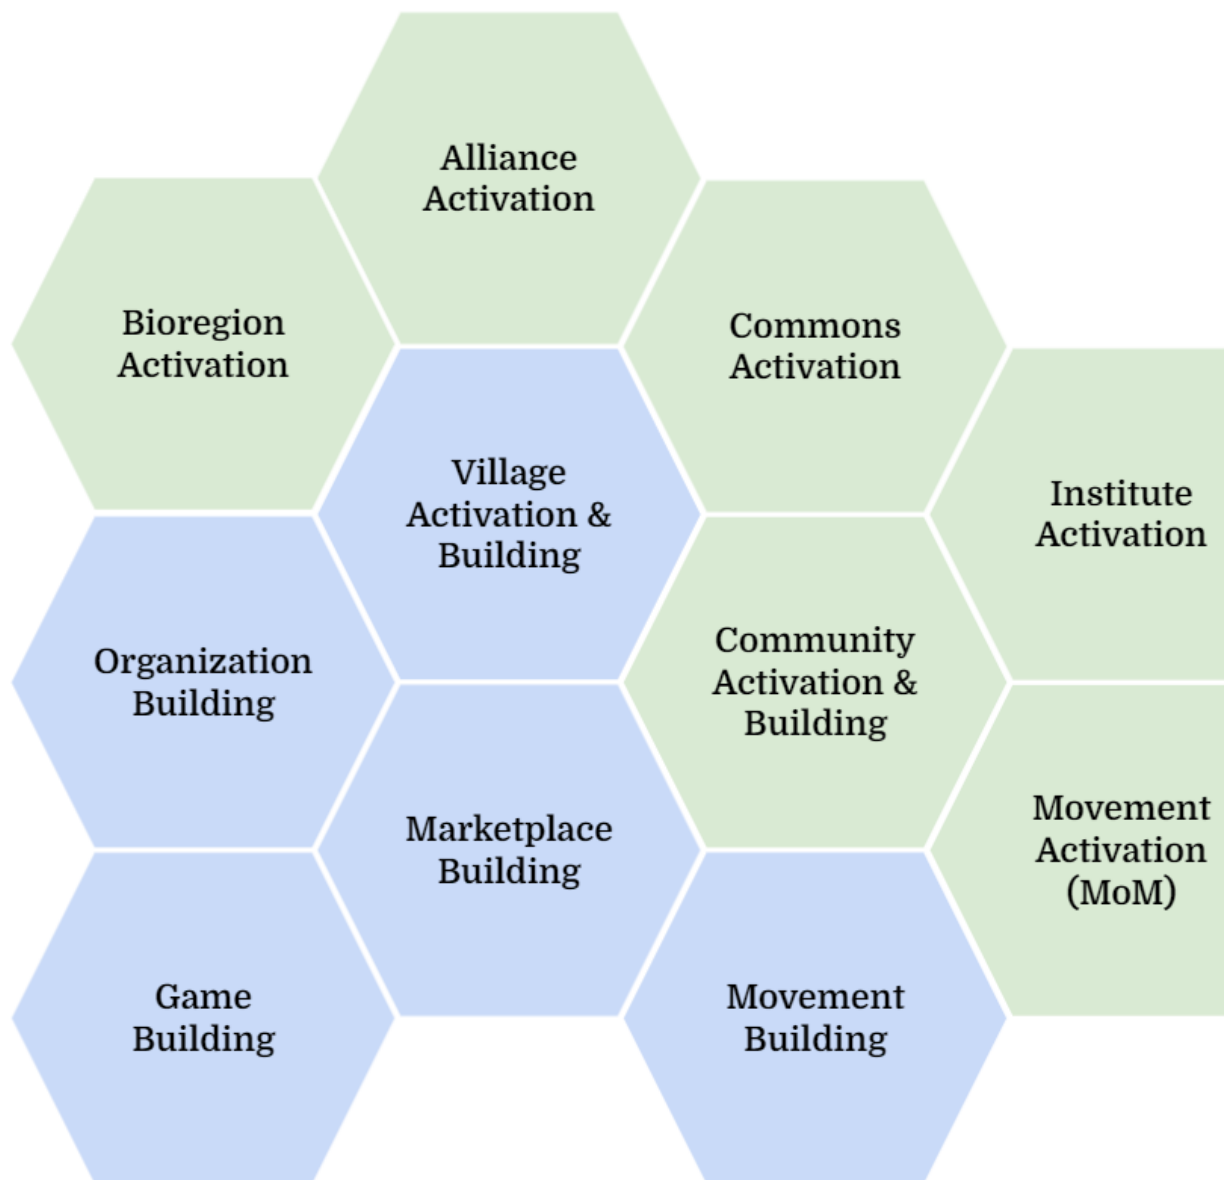 Alliance
Activation
Bioregion
Activation
Commons
Activation
Village
Activation &
Building
Institute
Activation
Organization
Building
Community
Activation &
Building
Marketplace
Building
Movement
Activation
(MoM)
Game
Building
Movement
Building